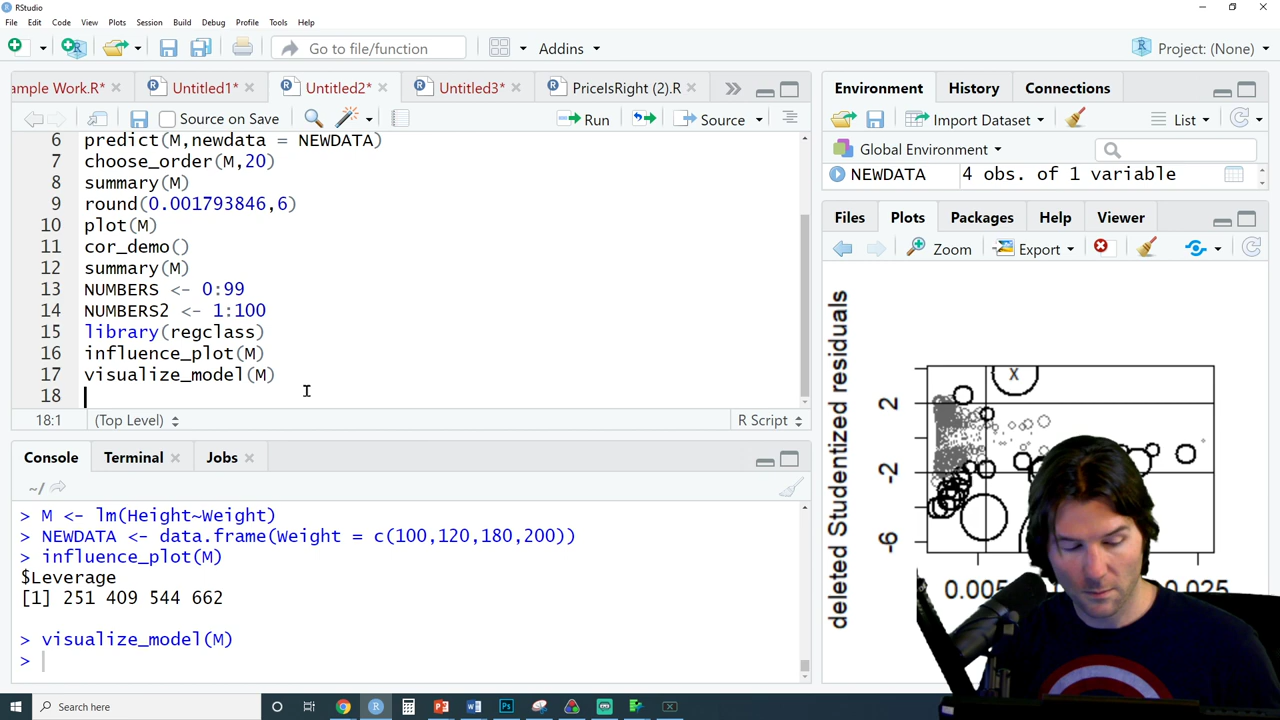 RStudio
File Edit Code View Plots Session Build Debug Profile Tools Help
Go to file/function Addins Project: (None)
ample Work.R* Untitled1* Untitled2* Untitled3* PriceIsRight (2).R
Source on Save Run Source
6 predict(M,newdata = NEWDATA)
7 choose_order(M,20)
8 summary(M)
9 round(0.001793846,6)
10 plot(M)
11 cor_demo()
12 summary(M)
13 NUMBERS <- 0:99
14 NUMBERS2 <- 1:100
15 library(regclass)
16 influence_plot(M)
17 visualize_model(M)
18
18:1 (Top Level) R Script
Console Terminal Jobs
~/
> M <- lm(Height~Weight)
> NEWDATA <- data.frame(Weight = c(100,120,180,200))
> influence_plot(M)
$Leverage
[1] 251 409 544 662
> visualize_model(M)
>
Environment History Connections
Import Dataset List
Global Environment
NEWDATA 4 obs. of 1 variable
Files Plots Packages Help Viewer
Zoom Export
deleted Studentized residuals
2
-2
-6
X
0.005 0.025
Search here